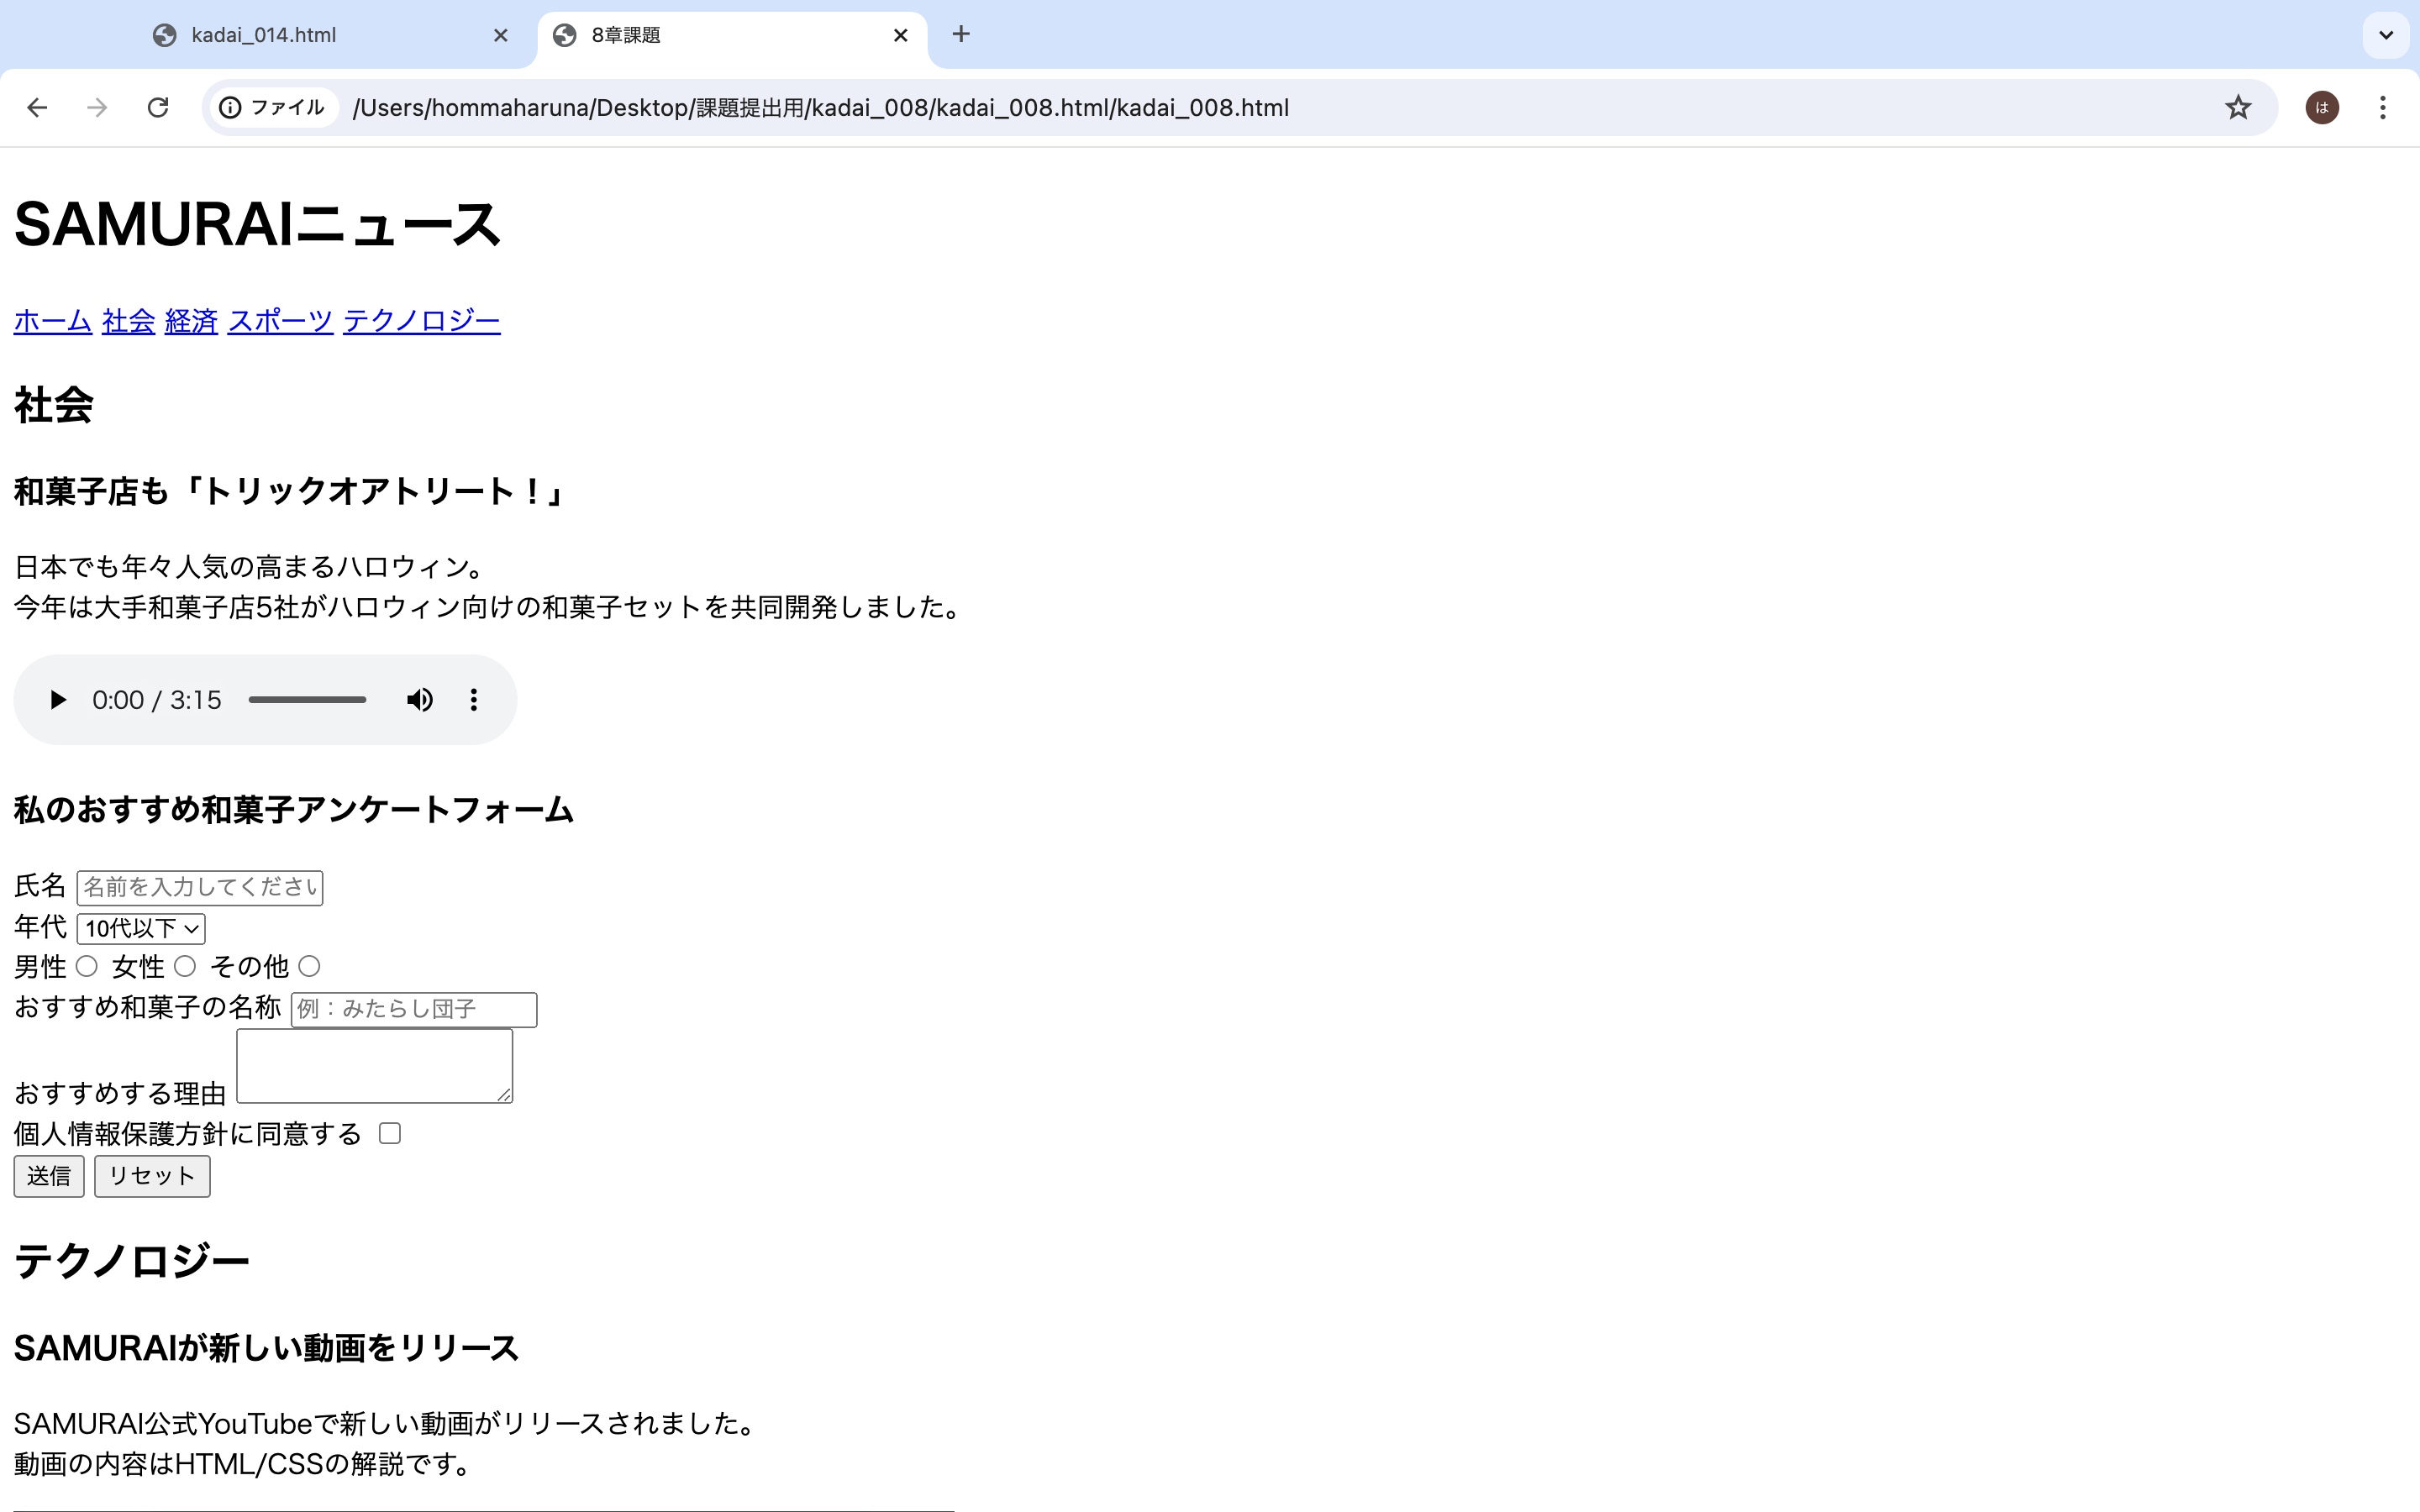 kadai_014.html
8章課題
ファイル /Users/hommaharuna/Desktop/課題提出用/kadai_008/kadai_008.html/kadai_008.html
は
SAMURAIニュース
ホーム 社会 経済 スポーツ テクノロジー
社会
和菓子店も「トリックオアトリート！」
日本でも年々人気の高まるハロウィン。
今年は大手和菓子店5社がハロウィン向けの和菓子セットを共同開発しました。
0:00 / 3:15
私のおすすめ和菓子アンケートフォーム
氏名 名前を入力してください
年代 10代以下
男性 女性 その他
おすすめ和菓子の名称 例：みたらし団子
おすすめする理由
個人情報保護方針に同意する
送信 リセット
テクノロジー
SAMURAIが新しい動画をリリース
SAMURAI公式YouTubeで新しい動画がリリースされました。
動画の内容はHTML/CSSの解説です。